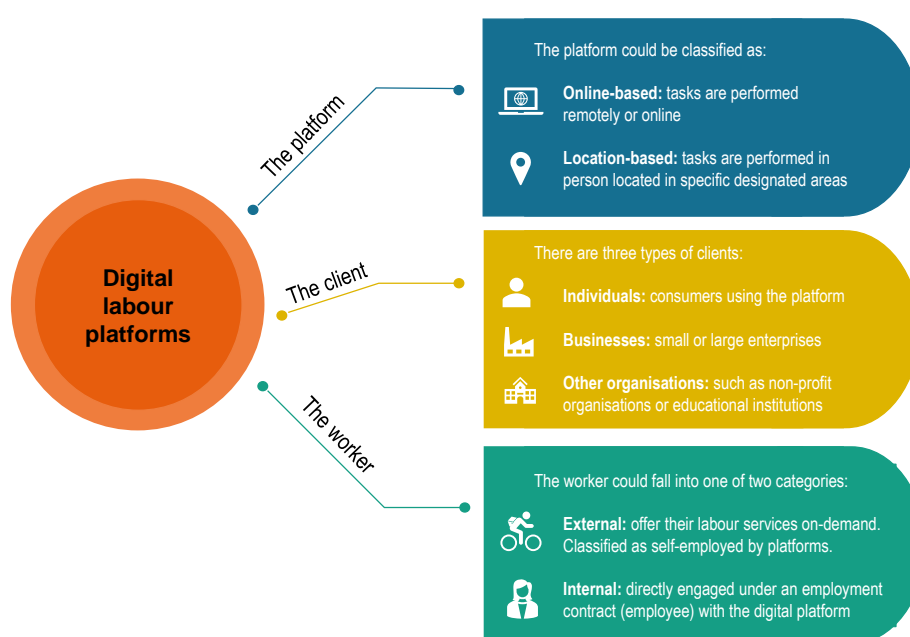 Digital
labour
platforms
The platform
The platform could be classified as:
Online-based: tasks are performed
remotely or online
Location-based: tasks are performed in
person located in specific designated areas
The client
There are three types of clients:
Individuals: consumers using the platform
Businesses: small or large enterprises
Other organisations: such as non-profit
organisations or educational institutions
The worker
The worker could fall into one of two categories:
External: offer their labour services on-demand.
Classified as self-employed by platforms.
Internal: directly engaged under an employment
contract (employee) with the digital platform